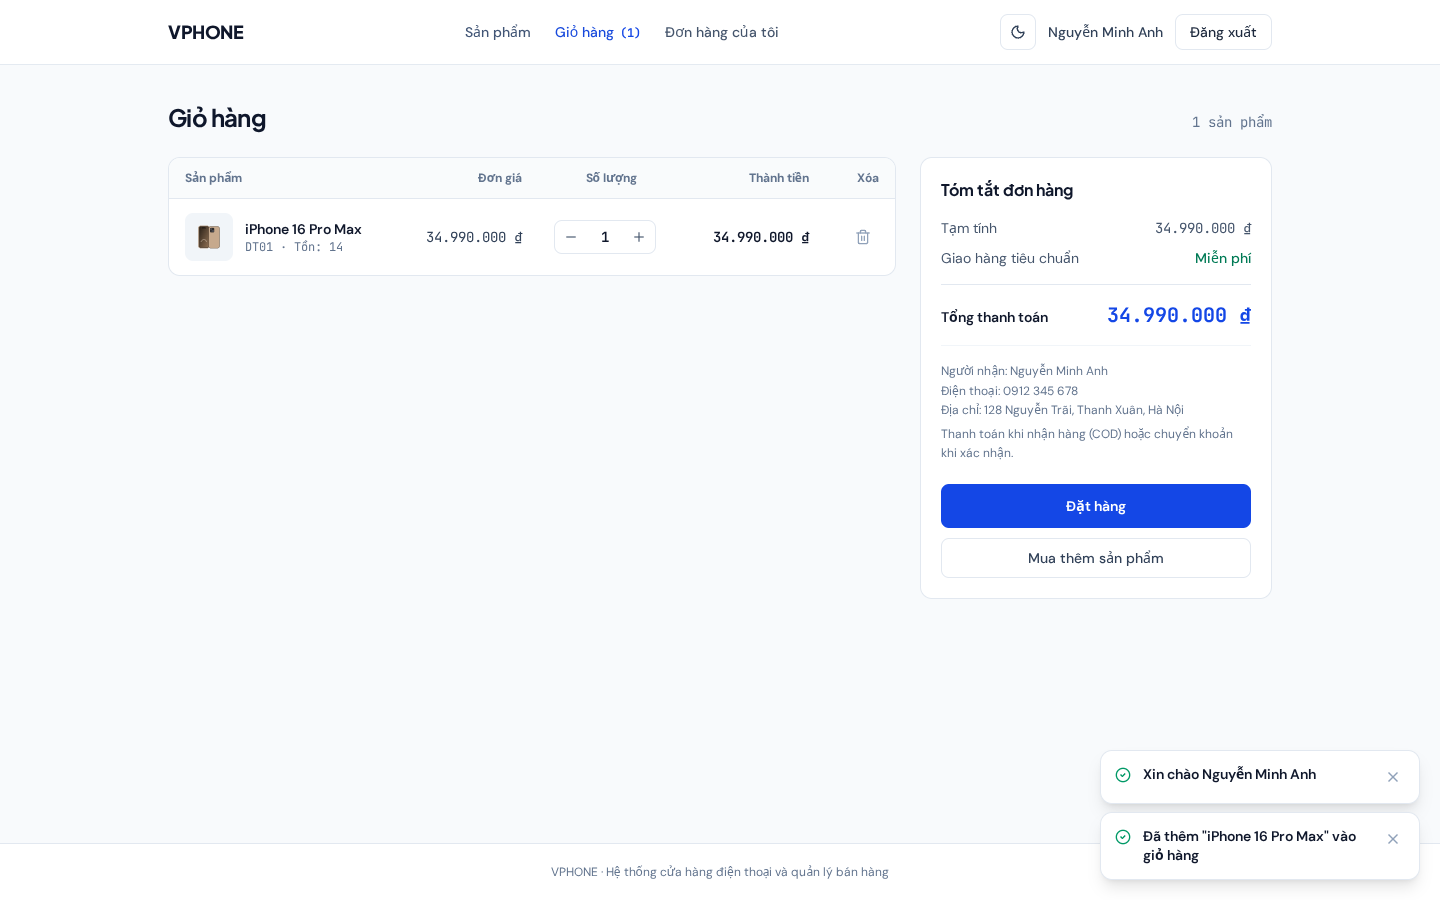 VPHONE
Sản phẩm
Giỏ hàng (1)
Đơn hàng của tôi
Nguyễn Minh Anh
Đăng xuất
Giỏ hàng
1 sản phẩm
Sản phẩm
Đơn giá
Số lượng
Thành tiền
Xóa
iPhone 16 Pro Max
DT01 · Tồn: 14
34.990.000 ₫
1
34.990.000 ₫
Tóm tắt đơn hàng
Tạm tính
34.990.000 ₫
Giao hàng tiêu chuẩn
Miễn phí
Tổng thanh toán
34.990.000 ₫
Người nhận: Nguyễn Minh Anh
Điện thoại: 0912 345 678
Địa chỉ: 128 Nguyễn Trãi, Thanh Xuân, Hà Nội
Thanh toán khi nhận hàng (COD) hoặc chuyển khoản
khi xác nhận.
Đặt hàng
Mua thêm sản phẩm
Xin chào Nguyễn Minh Anh
Đã thêm "iPhone 16 Pro Max" vào
giỏ hàng
VPHONE · Hệ thống cửa hàng điện thoại và quản lý bán hàng